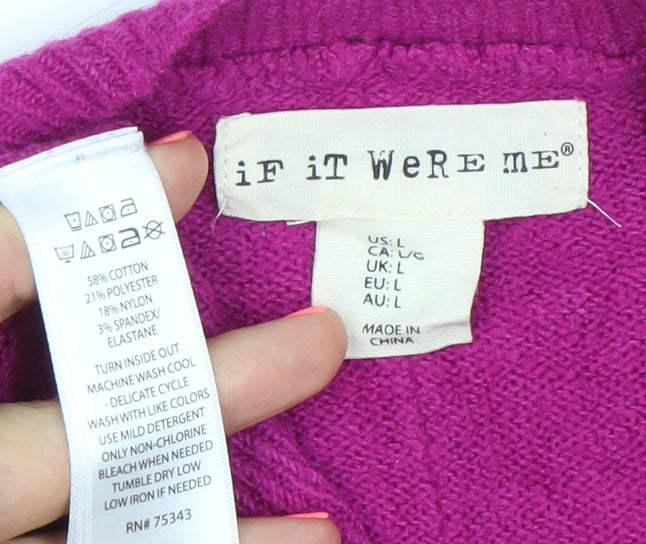 iF iT WeRE mE®
US: L
CA: L/G
UK: L
EU: L
AU: L
MADE IN
CHINA
58% COTTON
21% POLYESTER
18% NYLON
3% SPANDEX/
ELASTANE
TURN INSIDE OUT
MACHINE WASH COOL
-DELICATE CYCLE
WASH WITH LIKE COLORS
USE MILD DETERGENT
ONLY NON-CHLORINE
BLEACH WHEN NEEDED
TUMBLE DRY LOW
LOW IRON IF NEEDED
RN# 75343